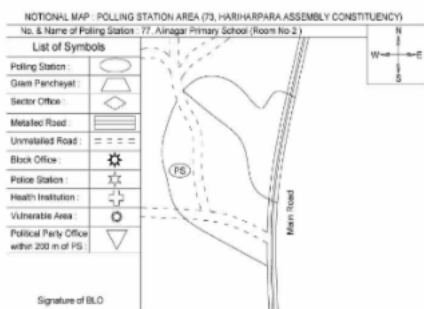 NOTIONAL MAP : POLLING STATION AREA (73, HARIHARPARA ASSEMBLY CONSTITUENCY)
No. & Name of Polling Station : 77. Alinagar Primary School (Room No-2 )
List of Symbols
Polling Station :
Gram Panchayat :
Sector Office :
Metalled Road :
Unmetalled Road :
Block Office :
Police Station :
Health Institution :
Vulnerable Area :
Political Party Office
within 200 m of PS :
Signature of BLO
N
W
E
S
PS
Main Road